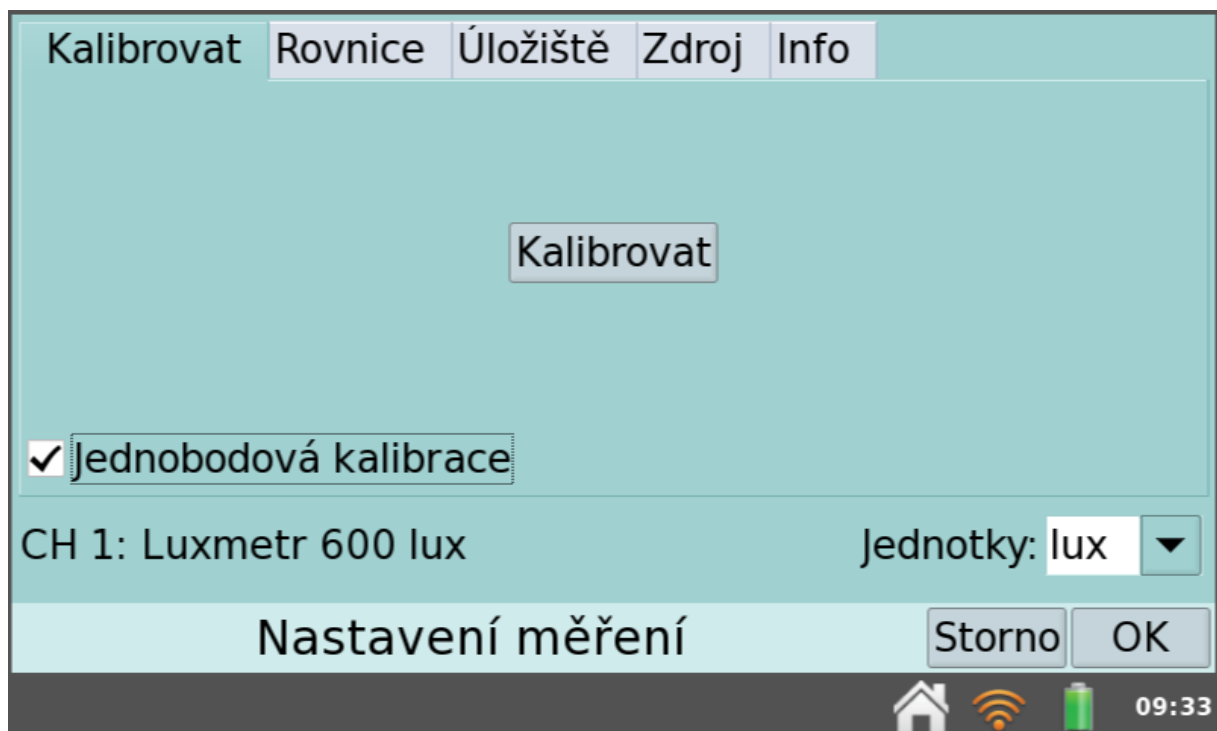 Kalibrovat Rovnice Úložiště Zdroj Info
Kalibrovat
Jednobodová kalibrace
CH 1: Luxmetr 600 lux Jednotky: lux
Nastavení měření Storno OK
09:33